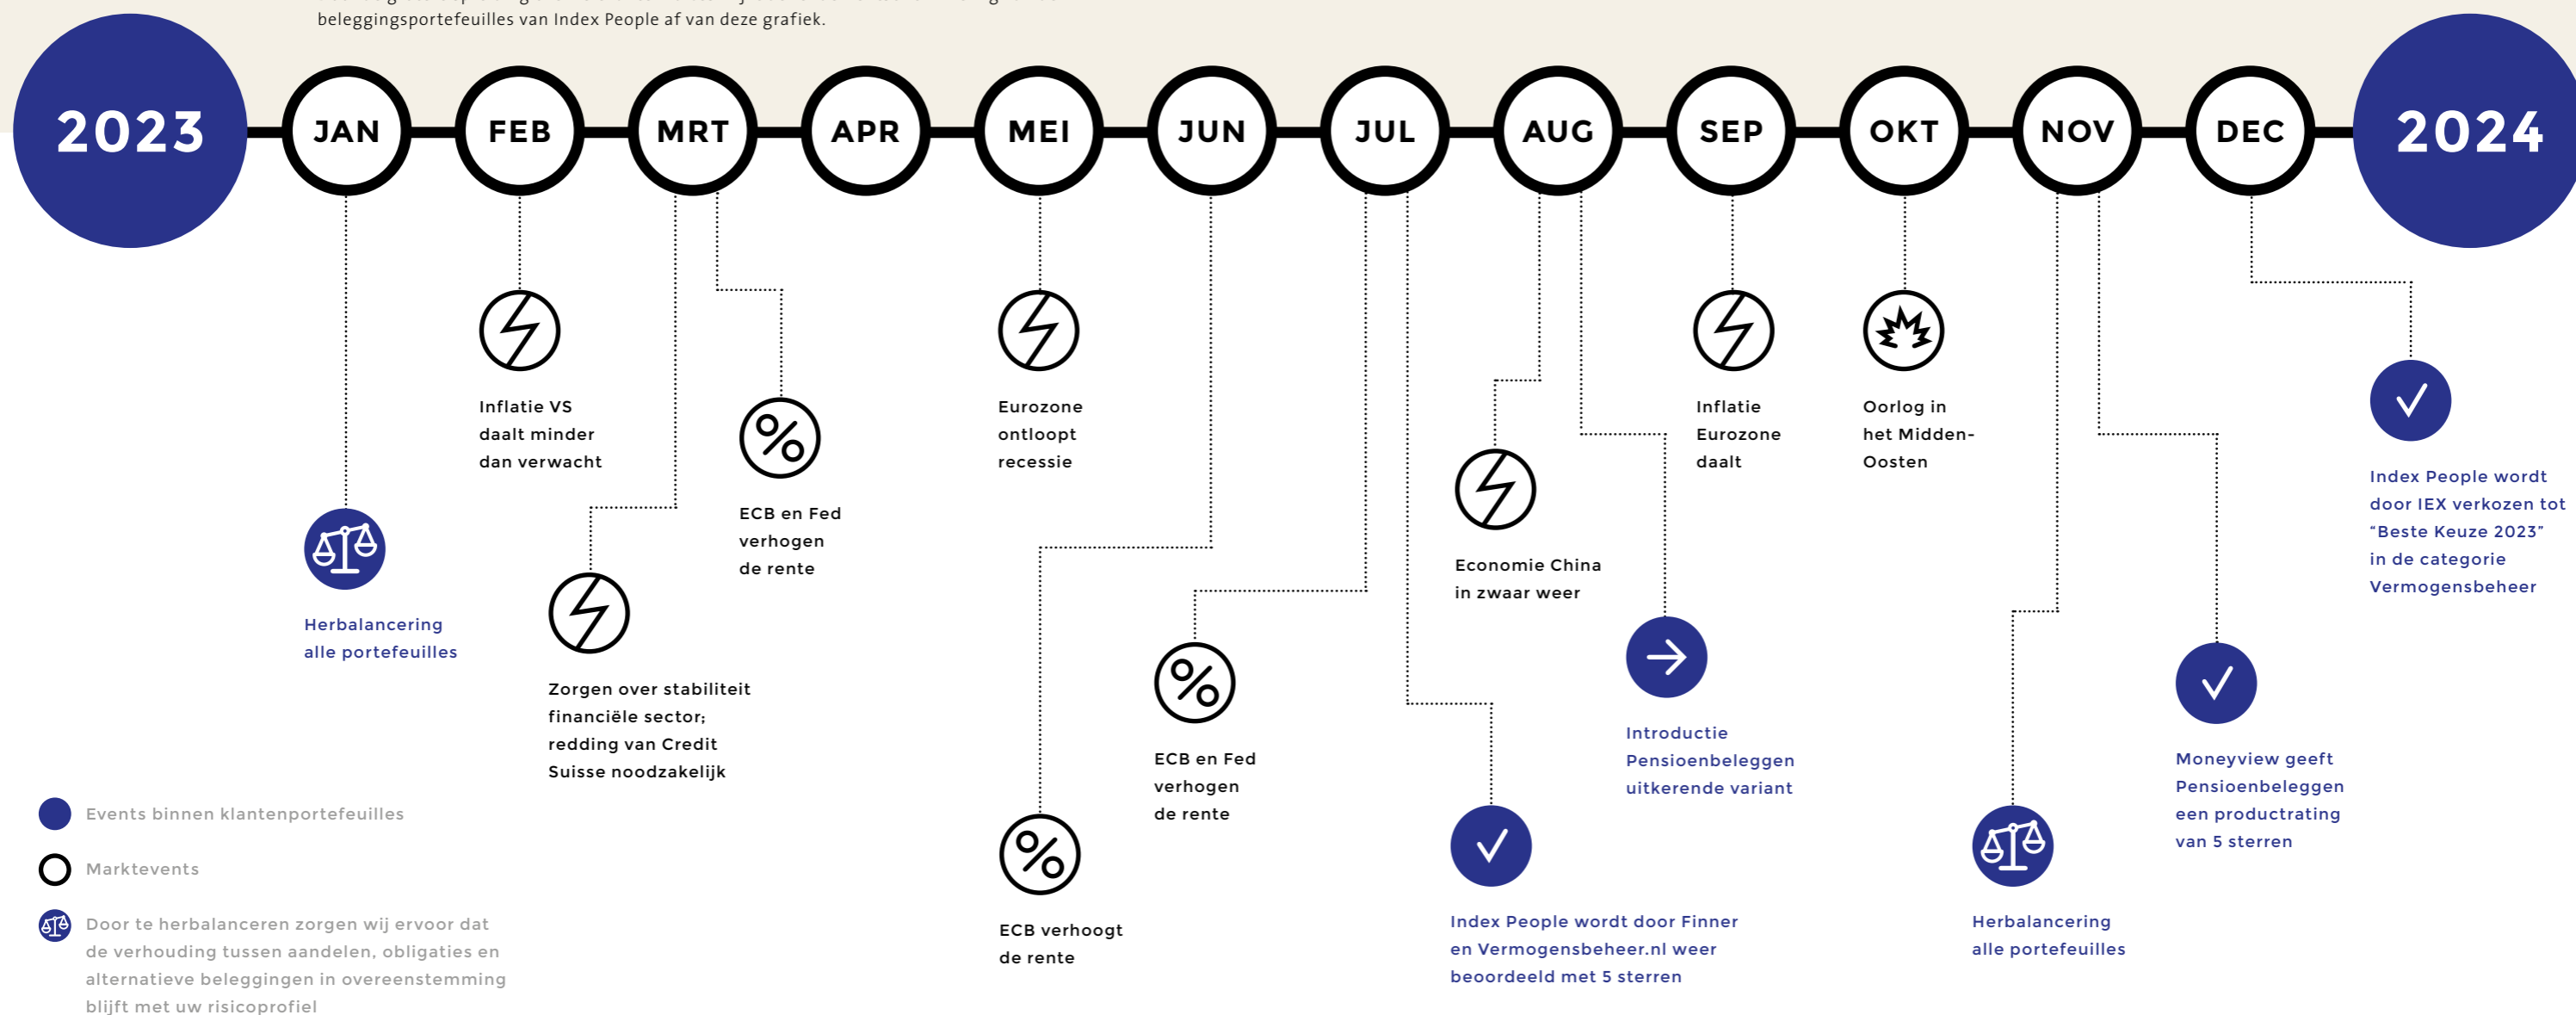 beleggingsportefeuilles van Index People af van deze grafiek.
2023
JAN
FEB
MRT
APR
MEI
JUN
JUL
AUG
SEP
OKT
NOV
DEC
2024
Herbalancering
alle portefeuilles
Inflatie VS
daalt minder
dan verwacht
Zorgen over stabiliteit
financiële sector;
redding van Credit
Suisse noodzakelijk
ECB en Fed
verhogen
de rente
Eurozone
ontloopt
recessie
ECB verhoogt
de rente
ECB en Fed
verhogen
de rente
Index People wordt door Finner
en Vermogensbeheer.nl weer
beoordeeld met 5 sterren
Economie China
in zwaar weer
Introductie
Pensioenbeleggen
uitkerende variant
Inflatie
Eurozone
daalt
Oorlog in
het Midden-
Oosten
Herbalancering
alle portefeuilles
Moneyview geeft
Pensioenbeleggen
een productrating
van 5 sterren
Index People wordt
door IEX verkozen tot
“Beste Keuze 2023”
in de categorie
Vermogensbeheer
Events binnen klantenportefeuilles
Marktevents
Door te herbalanceren zorgen wij ervoor dat
de verhouding tussen aandelen, obligaties en
alternatieve beleggingen in overeenstemming
blijft met uw risicoprofiel